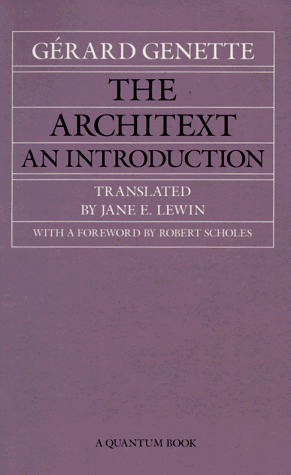 GÉRARD GENETTE
THE
ARCHITEXT
AN INTRODUCTION
TRANSLATED
BY JANE E. LEWIN
WITH A FOREWORD BY ROBERT SCHOLES
A QUANTUM BOOK